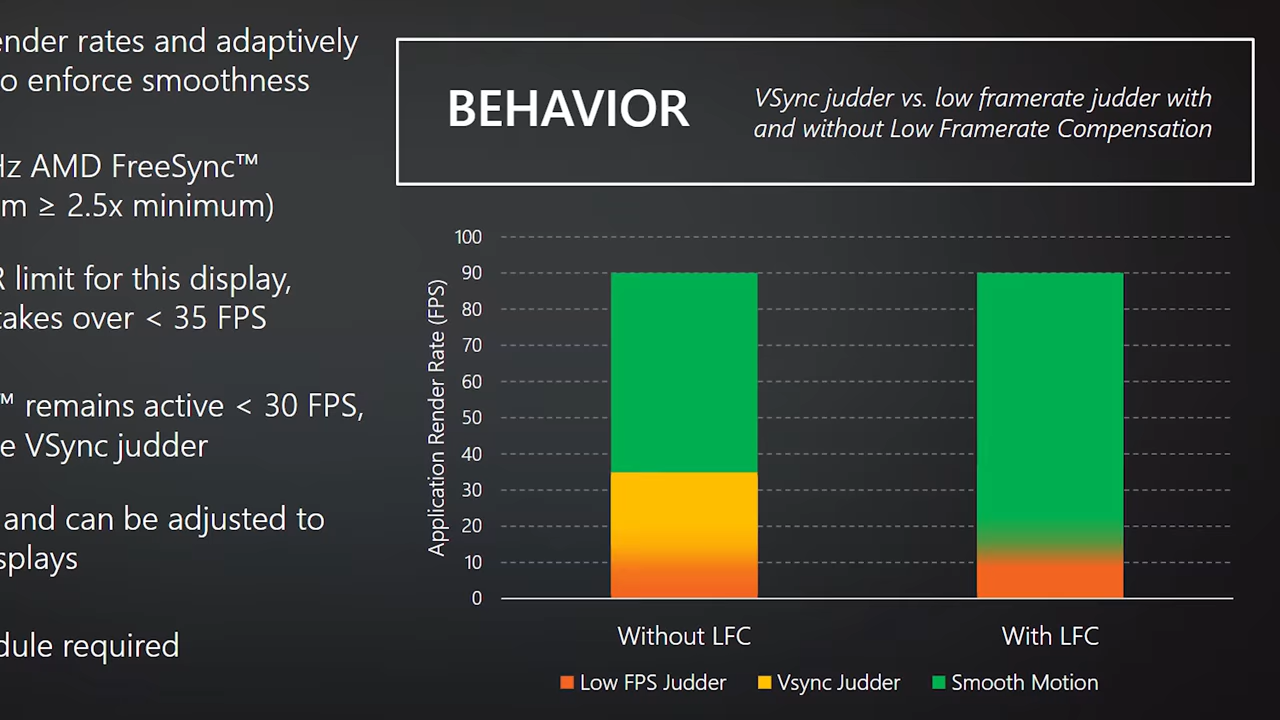 ender rates and adaptively
o enforce smoothness
Hz AMD FreeSync™
m ≥ 2.5x minimum)
R limit for this display,
takes over < 35 FPS
™ remains active < 30 FPS,
e VSync judder
and can be adjusted to
splays
dule required
BEHAVIOR
VSync judder vs. low framerate judder with
and without Low Framerate Compensation
Application Render Rate (FPS)
100
90
80
70
60
50
40
30
20
10
0
Without LFC
With LFC
Low FPS Judder
Vsync Judder
Smooth Motion